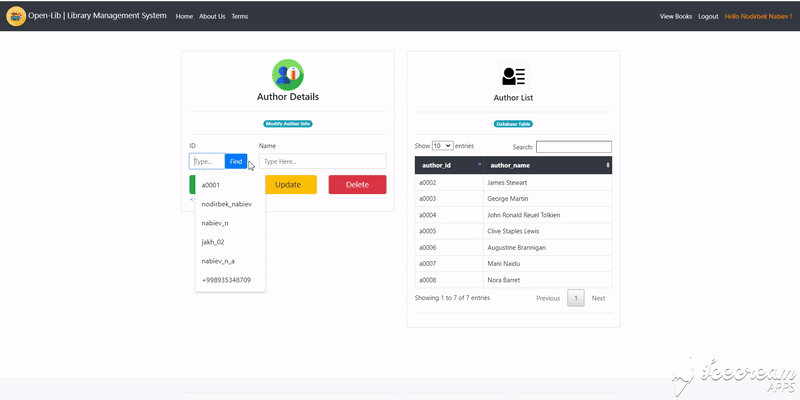 Open-Lib | Library Management System Home About Us Terms View Books Logout Hello Nodirbek Nabiev !
Author Details
Modify Author Info
ID Name
Type... Find Type Here...
Update Delete
a0001
nodirbek_nabiev
nabiev_n
jakh_02
nabiev_n_a
+998935348709
Author List
Database Table
Show 10 entries Search:
author_id author_name
a0002 James Stewart
a0003 George Martin
a0004 John Ronald Reuel Tolkien
a0005 Clive Staples Lewis
a0006 Augustine Brannigan
a0007 Mani Naidu
a0008 Nora Barret
Showing 1 to 7 of 7 entries Previous 1 Next
Icecream
APPS